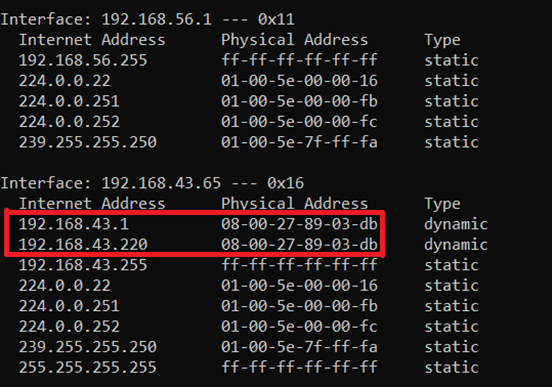 Interface: 192.168.56.1 --- 0x11
Internet Address Physical Address Type
192.168.56.255 ff-ff-ff-ff-ff-ff static
224.0.0.22 01-00-5e-00-00-16 static
224.0.0.251 01-00-5e-00-00-fb static
224.0.0.252 01-00-5e-00-00-fc static
239.255.255.250 01-00-5e-7f-ff-fa static
Interface: 192.168.43.65 --- 0x16
Internet Address Physical Address Type
192.168.43.1 08-00-27-89-03-db dynamic
192.168.43.220 08-00-27-89-03-db dynamic
192.168.43.255 ff-ff-ff-ff-ff-ff static
224.0.0.22 01-00-5e-00-00-16 static
224.0.0.251 01-00-5e-00-00-fb static
224.0.0.252 01-00-5e-00-00-fc static
239.255.255.250 01-00-5e-7f-ff-fa static
255.255.255.255 ff-ff-ff-ff-ff-ff static